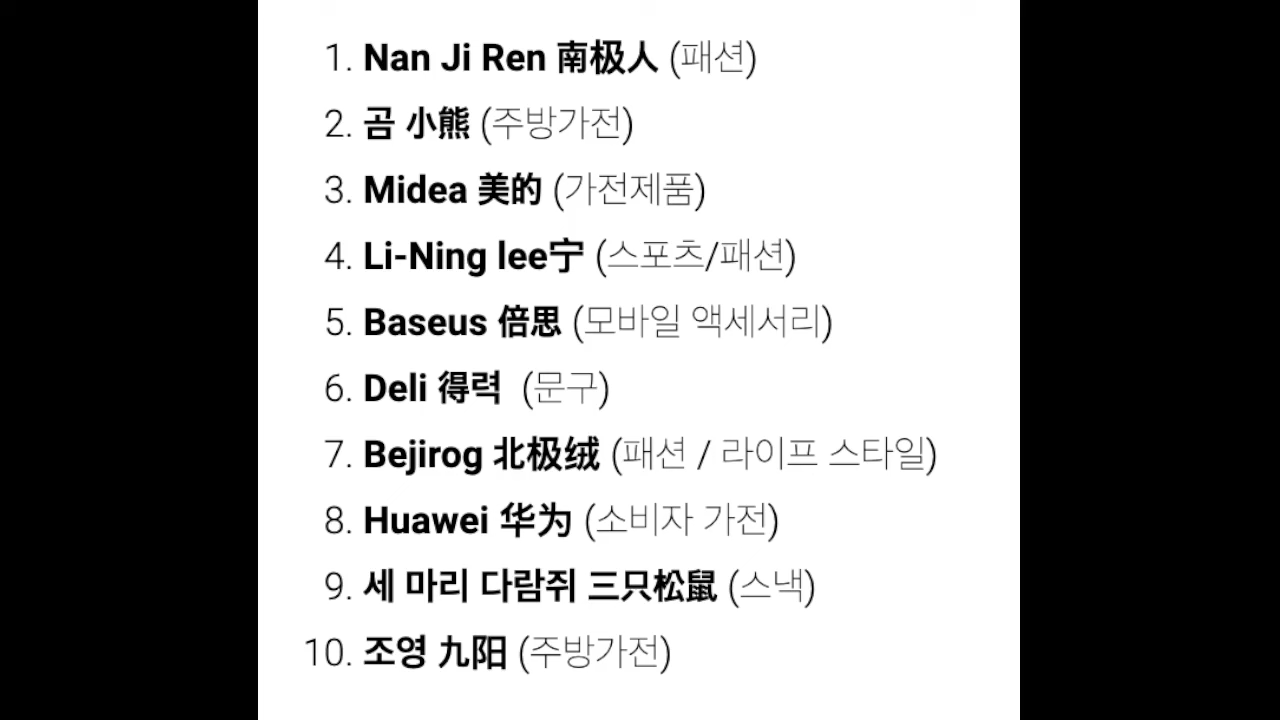 1. Nan Ji Ren 南极人 (패션)
2. 곰 小熊 (주방가전)
3. Midea 美的 (가전제품)
4. Li-Ning lee宁 (스포츠/패션)
5. Baseus 倍思 (모바일 액세서리)
6. Deli 得력 (문구)
7. Bejirog 北极绒 (패션 / 라이프 스타일)
8. Huawei 华为 (소비자 가전)
9. 세 마리 다람쥐 三只松鼠 (스낵)
10. 조영 九阳 (주방가전)